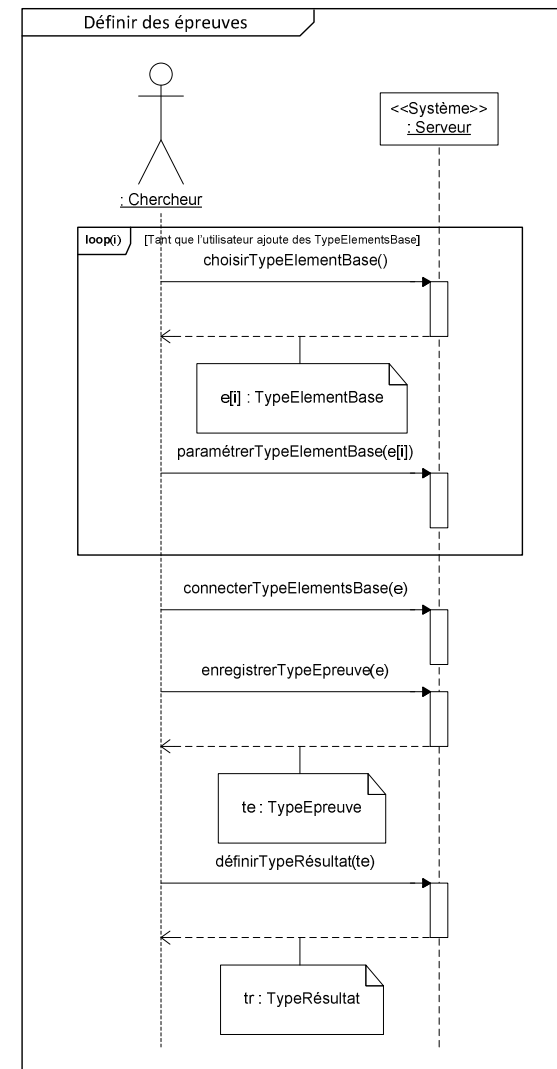 Définir des épreuves
<<Système>>
: Serveur
: Chercheur
loop(i)
[Tant que l'utilisateur ajoute des TypeElementsBase]
choisirTypeElementBase()
e[i] : TypeElementBase
paramétrerTypeElementBase(e[i])
connecterTypeElementsBase(e)
enregistrerTypeEpreuve(e)
te : TypeEpreuve
définirTypeRésultat(te)
tr : TypeRésultat